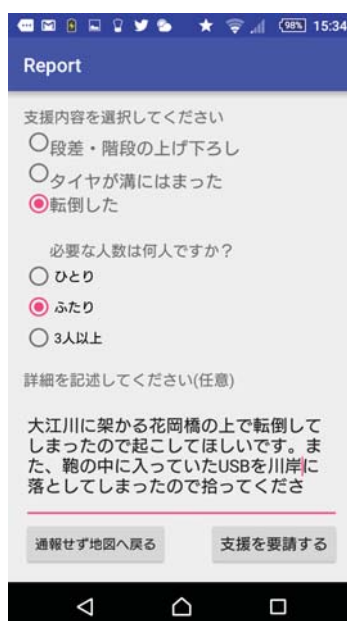 98% 15:34
Report
支援内容を選択してください
段差・階段の上げ下ろし
タイヤが溝にはまった
転倒した
必要な人数は何人ですか？
ひとり
ふたり
3人以上
詳細を記述してください(任意)
大江川に架かる花岡橋の上で転倒して
しまったので起こしてほしいです。ま
た、鞄の中に入っていたUSBを川岸に
落としてしまったので拾ってくださ
通報せず地図へ戻る
支援を要請する